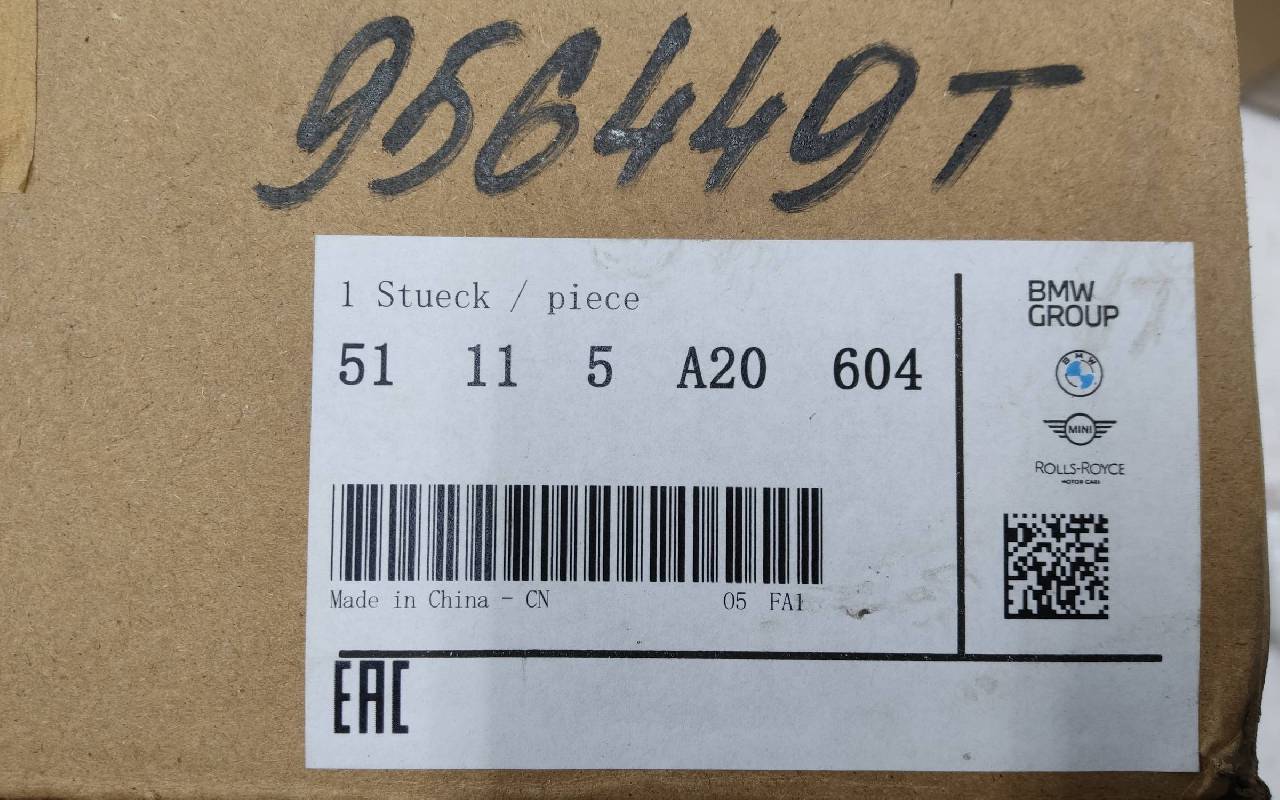 956449T
1 Stueck / piece
51 11 5 A20 604
Made in China - CN
05 FA1
EAC
BMW
GROUP
BMW
MINI
ROLLS-ROYCE
MOTOR CARS